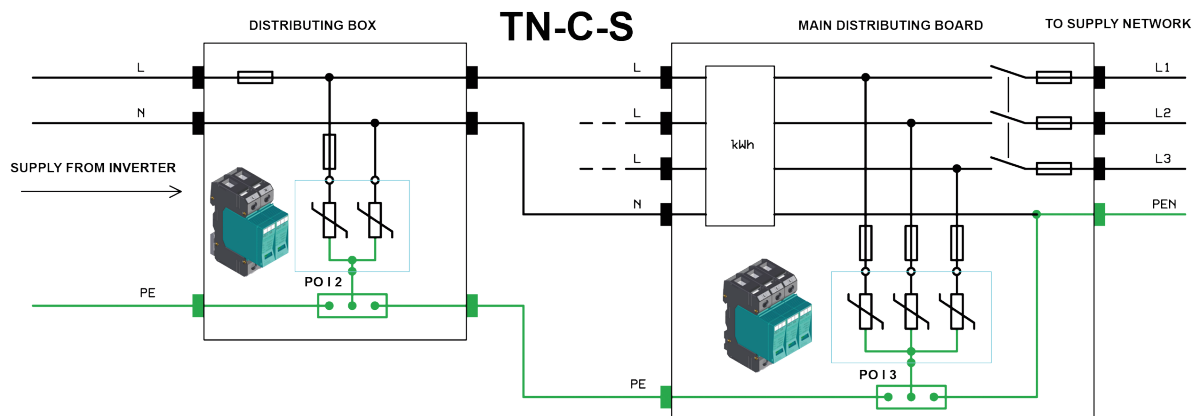 TN-C-S
DISTRIBUTING BOX
MAIN DISTRIBUTING BOARD
TO SUPPLY NETWORK
L
L
L1
N
L
L2
kWh
SUPPLY FROM INVERTER
L
L3
N
PEN
PO I 2
PE
PO I 3
PE